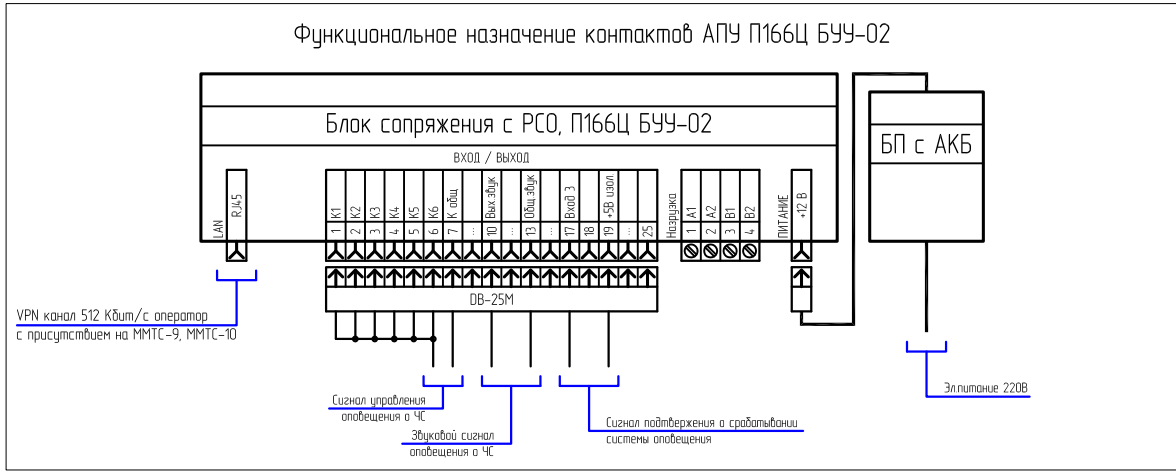 Функциональное назначение контактов АПУ П166Ц БУУ-02
Блок сопряжения с РСО, П166Ц БУУ-02
БП с АКБ
ВХОД / ВЫХОД
LAN
RJ45
1 К1
2 К2
3 К3
4 К4
5 К5
6 К6
7 К общ
...
10 Вых звук
...
13 Общ звук
...
17 Вход 3
18
19 +5В изол
...
25
Нагрузка
1 А1
2 А2
3 В1
4 В2
ПИТАНИЕ
+12 В
DB-25M
VPN канал 512 Кбит/с оператор
с присутствием на ММТС-9, ММТС-10
Сигнал управления
оповещения о ЧС
Звуковой сигнал
оповещения о ЧС
Сигнал подтвержения о срабатывании
системы оповещения
Эл.питание 220В